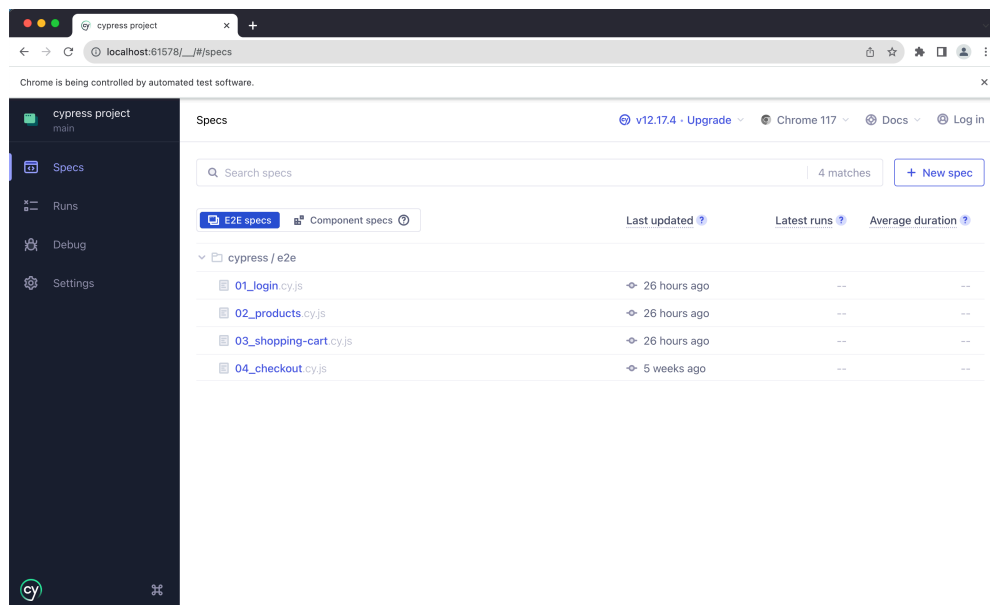 cypress project
localhost:61578/__/#/specs
Chrome is being controlled by automated test software.
cypress project
main
Specs
Runs
Debug
Settings
cy
Specs
v12.17.4 · Upgrade
Chrome 117
Docs
Log in
Search specs
4 matches
+ New spec
E2E specs
Component specs
Last updated
Latest runs
Average duration
cypress / e2e
01_login.cy.js 26 hours ago -- --
02_products.cy.js 26 hours ago -- --
03_shopping-cart.cy.js 26 hours ago -- --
04_checkout.cy.js 5 weeks ago -- --